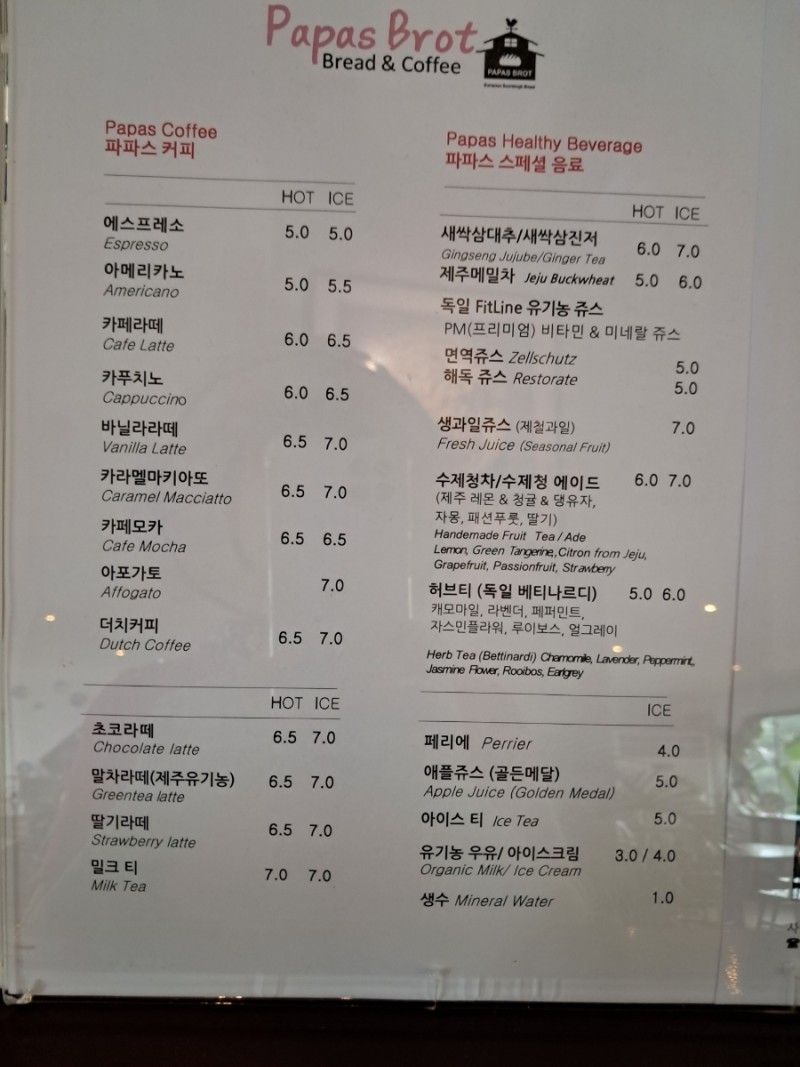 Papas Brot
Bread & Coffee
PAPAS BROT
Papas Coffee
파파스 커피
HOT ICE
에스프레소 5.0 5.0
Espresso
아메리카노 5.0 5.5
Americano
카페라떼 6.0 6.5
Cafe Latte
카푸치노 6.0 6.5
Cappuccino
바닐라라떼 6.5 7.0
Vanilla Latte
카라멜마키아또 6.5 7.0
Caramel Macciatto
카페모카 6.5 6.5
Cafe Mocha
아포가토 7.0
Affogato
더치커피 6.5 7.0
Dutch Coffee
HOT ICE
초코라떼 6.5 7.0
Chocolate latte
말차라떼(제주유기농) 6.5 7.0
Greentea latte
딸기라떼 6.5 7.0
Strawberry latte
밀크 티 7.0 7.0
Milk Tea
Papas Healthy Beverage
파파스 스페셜 음료
HOT ICE
새싹삼대추/새싹삼진저 6.0 7.0
Gingseng Jujube/Ginger Tea
제주메밀차 Jeju Buckwheat 5.0 6.0
독일 FitLine 유기농 쥬스
PM(프리미엄) 비타민 & 미네랄 쥬스
면역쥬스 Zellschutz 5.0
해독 쥬스 Restorate 5.0
생과일쥬스 (제철과일) 7.0
Fresh Juice (Seasonal Fruit)
수제청차/수제청 에이드 6.0 7.0
(제주 레몬 & 청귤 & 댕유자,
자몽, 패션푸룻, 딸기)
Handemade Fruit Tea / Ade
Lemon, Green Tangerine,,Citron from Jeju,
Grapefruit, Passionfruit, Strawberry
허브티 (독일 베티나르디) 5.0 6.0
캐모마일, 라벤더, 페퍼민트,
자스민플라워, 루이보스, 얼그레이
Herb Tea (Bettinardi) Chamomile, Lavender, Peppermint,
Jasmine Flower, Rooibos, Earlgrey
ICE
페리에 Perrier 4.0
애플쥬스 (골든메달) 5.0
Apple Juice (Golden Medal)
아이스 티 Ice Tea 5.0
유기농 우유/ 아이스크림 3.0 / 4.0
Organic Milk/ Ice Cream
생수 Mineral Water 1.0